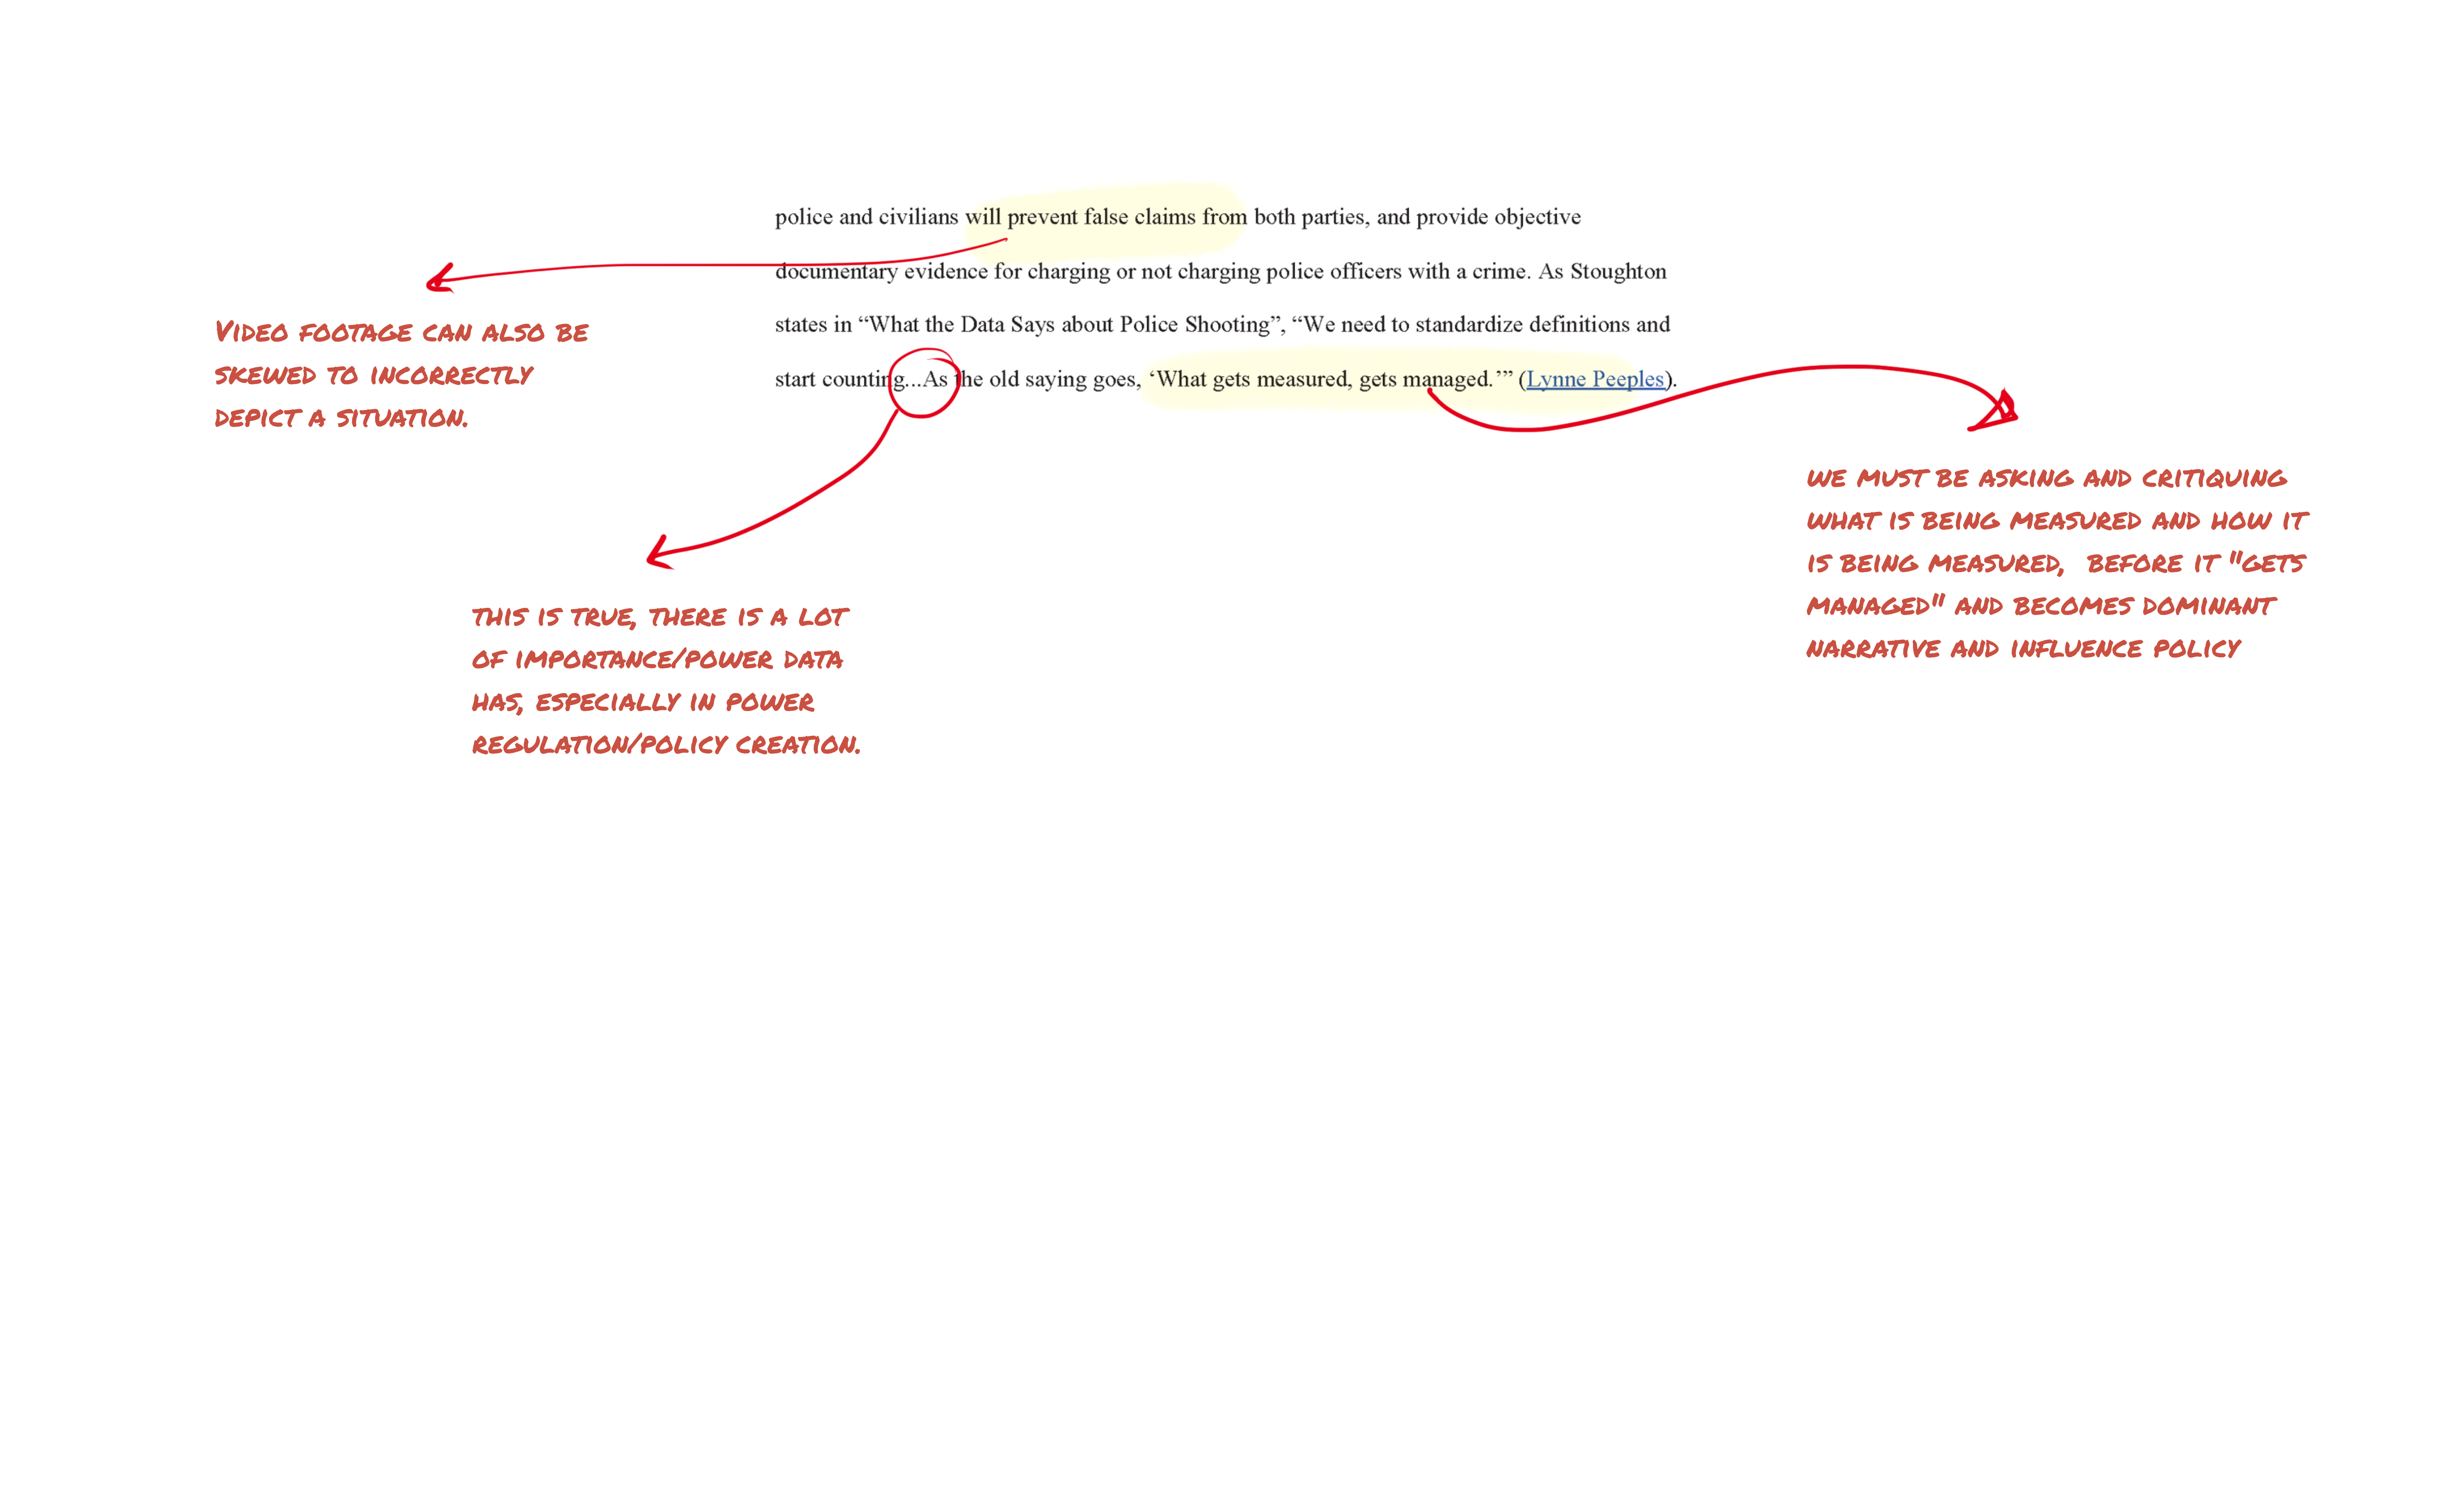 police and civilians will prevent false claims from both parties, and provide objective
documentary evidence for charging or not charging police officers with a crime. As Stoughton
states in “What the Data Says about Police Shooting”, “We need to standardize definitions and
start counting...As the old saying goes, ‘What gets measured, gets managed.’” (Lynne Peeples).
Video footage can also be
skewed to incorrectly
depict a situation.
this is true, there is a lot
of importance/power data
has, especially in power
regulation/policy creation.
we must be asking and critiquing
what is being measured and how it
is being measured,  before it "gets
managed" and becomes dominant
narrative and influence policy